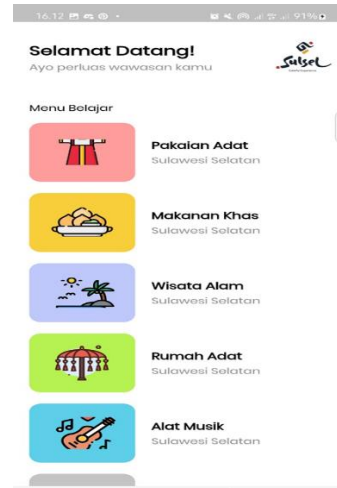 16.12
91%
Selamat Datang!
Ayo perluas wawasan kamu
Sulsel
Menu Belajar
Pakaian Adat
Sulawesi Selatan
Makanan Khas
Sulawesi Selatan
Wisata Alam
Sulawesi Selatan
Rumah Adat
Sulawesi Selatan
Alat Musik
Sulawesi Selatan